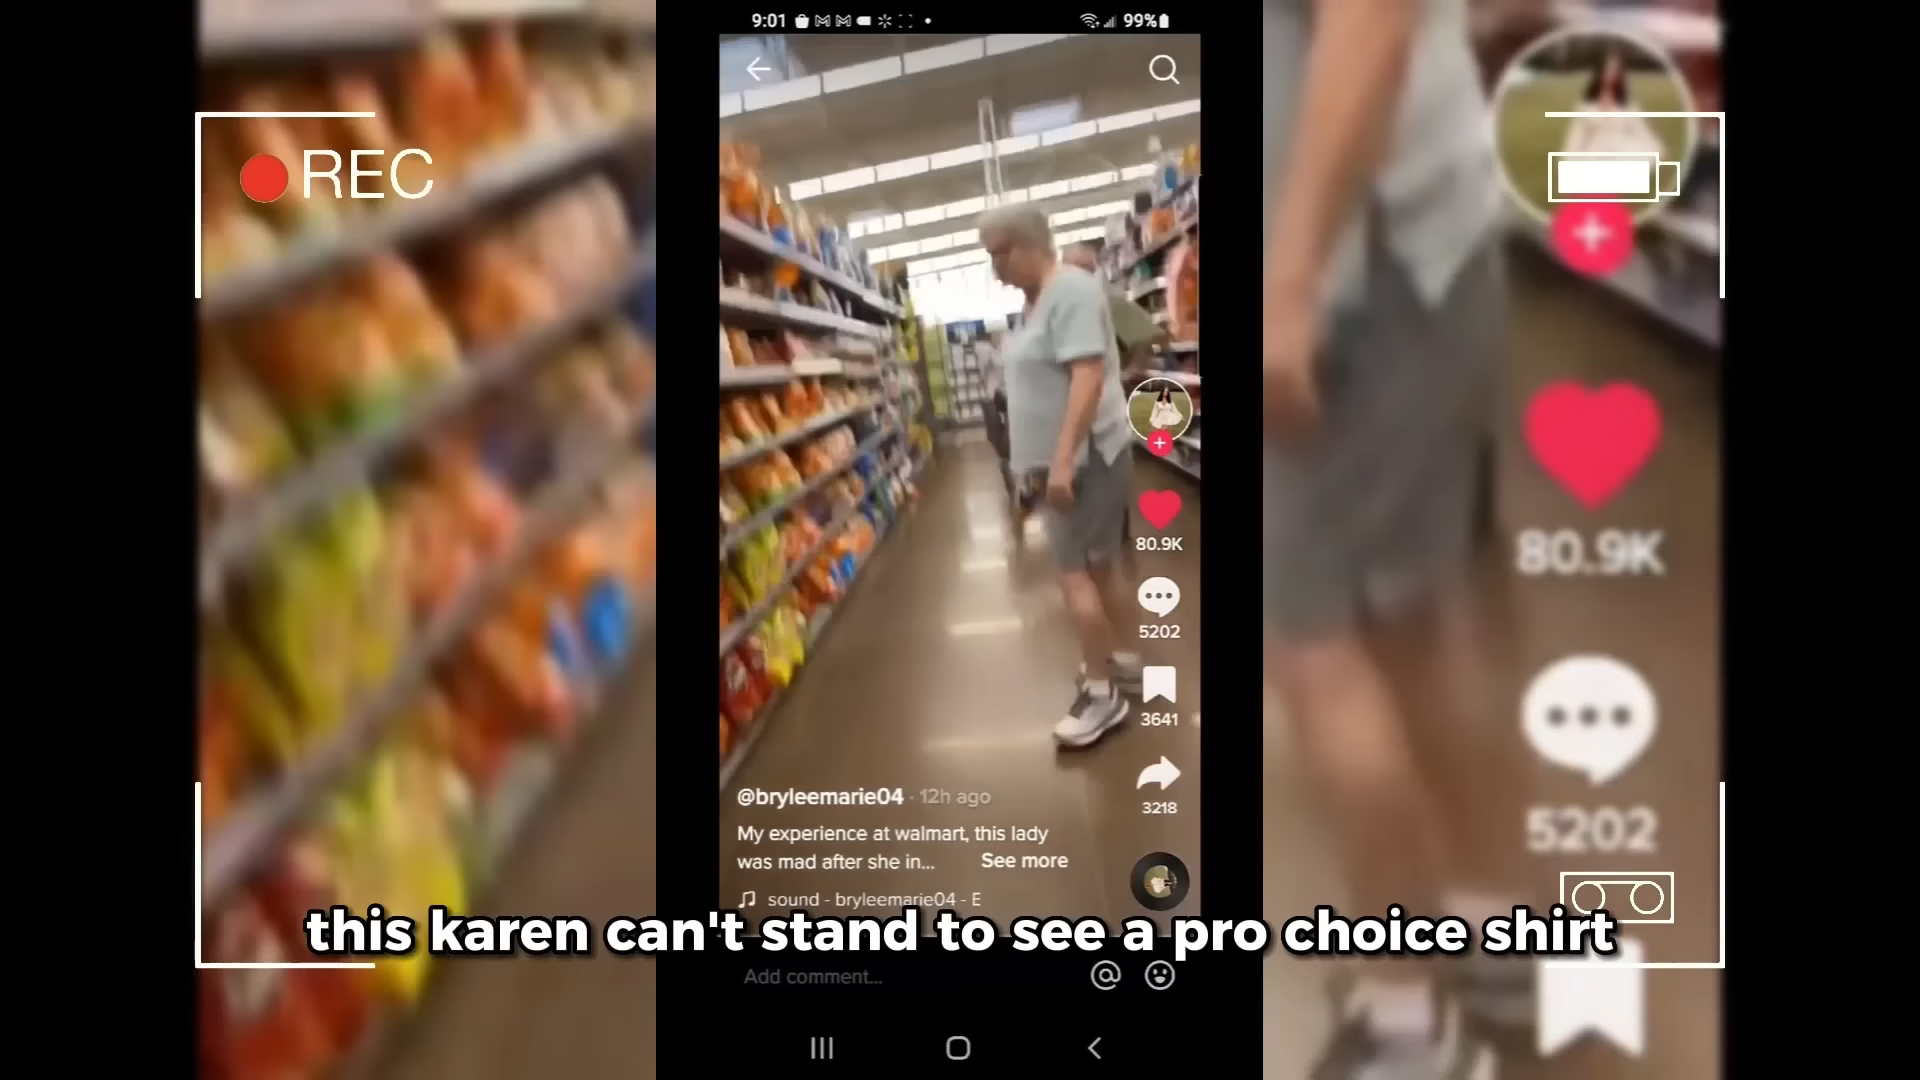 9:01
99%
REC
80.9K
80.9K
5202
3641
3218
5202
@bryleemarie04 · 12h ago
My experience at walmart, this lady
was mad after she in... See more
sound - bryleemarie04 - E
this karen can't stand to see a pro choice shirt
Add comment...